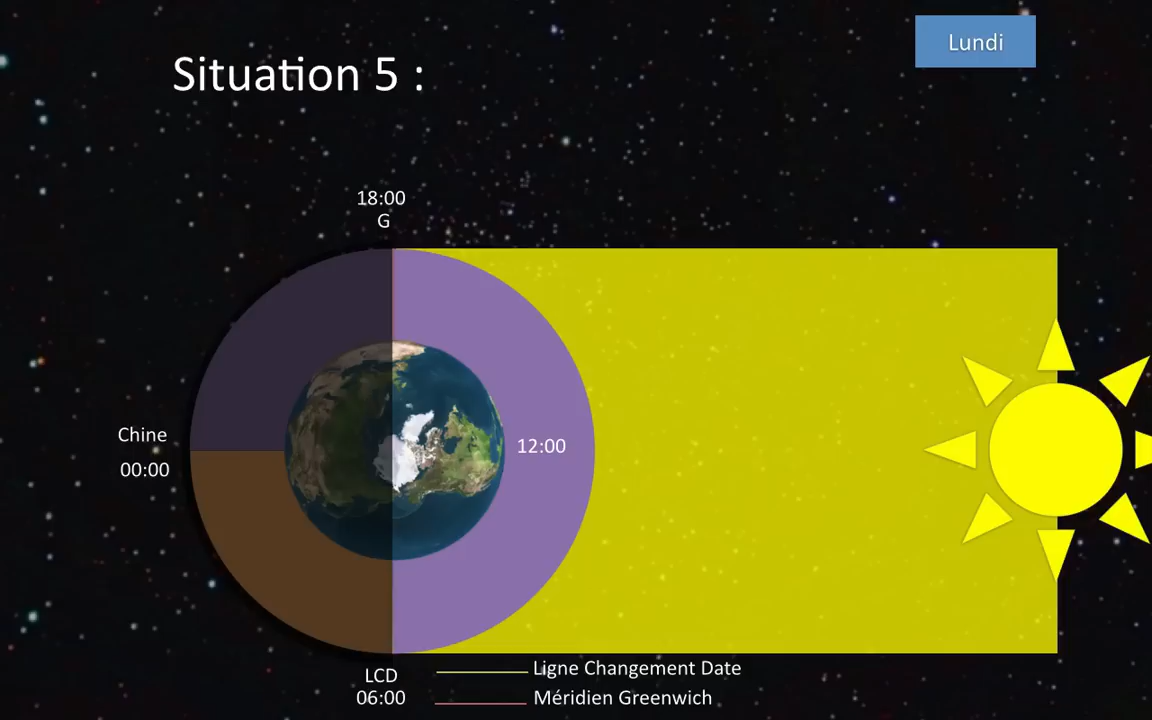 Lundi
Situation 5 :
18:00
G
Chine
00:00
12:00
LCD
06:00
Ligne Changement Date
Méridien Greenwich